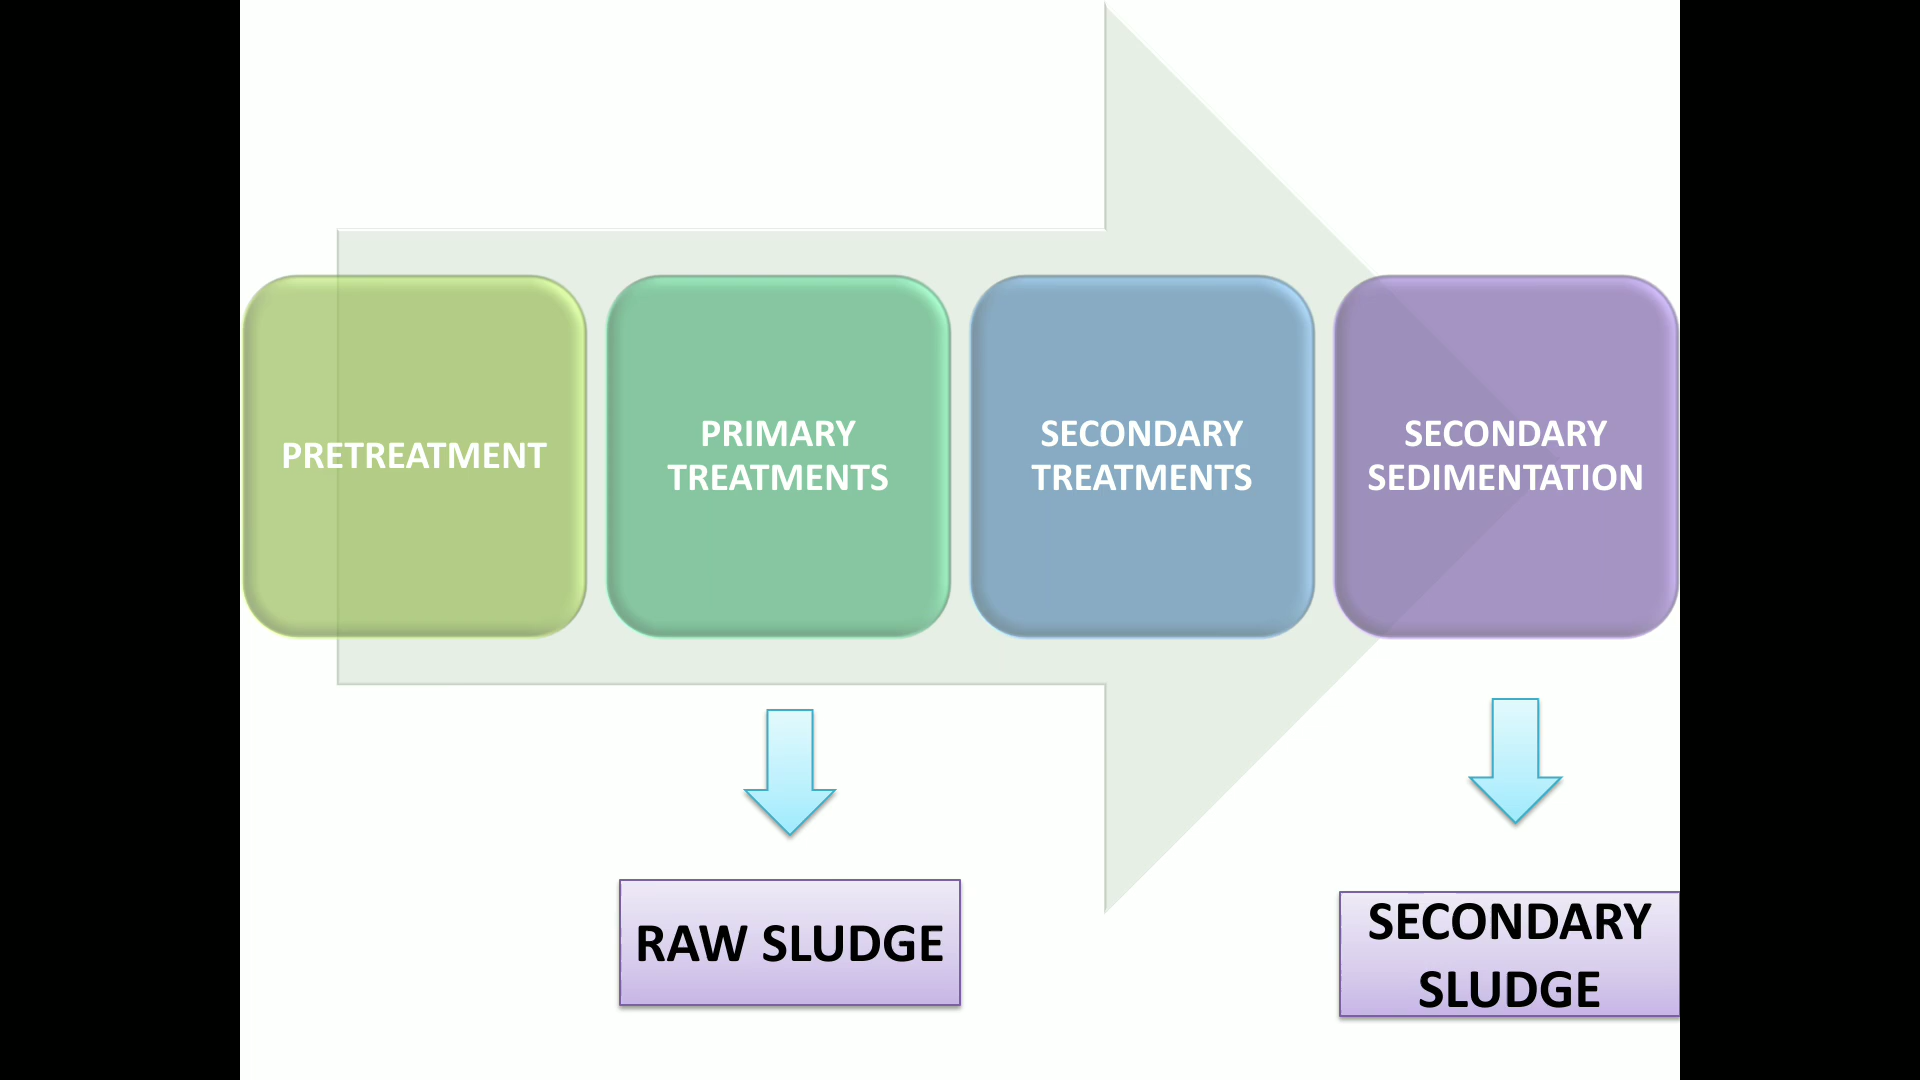 PRETREATMENT
PRIMARY
TREATMENTS
SECONDARY
TREATMENTS
SECONDARY
SEDIMENTATION
RAW SLUDGE
SECONDARY
SLUDGE